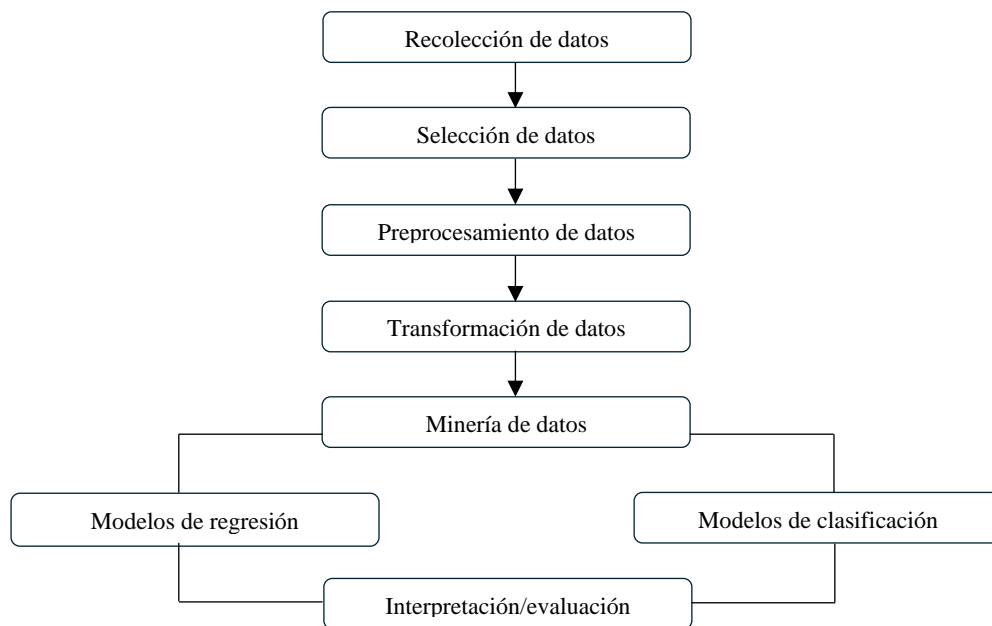 Recolección de datos
Selección de datos
Preprocesamiento de datos
Transformación de datos
Minería de datos
Modelos de regresión
Modelos de clasificación
Interpretación/evaluación